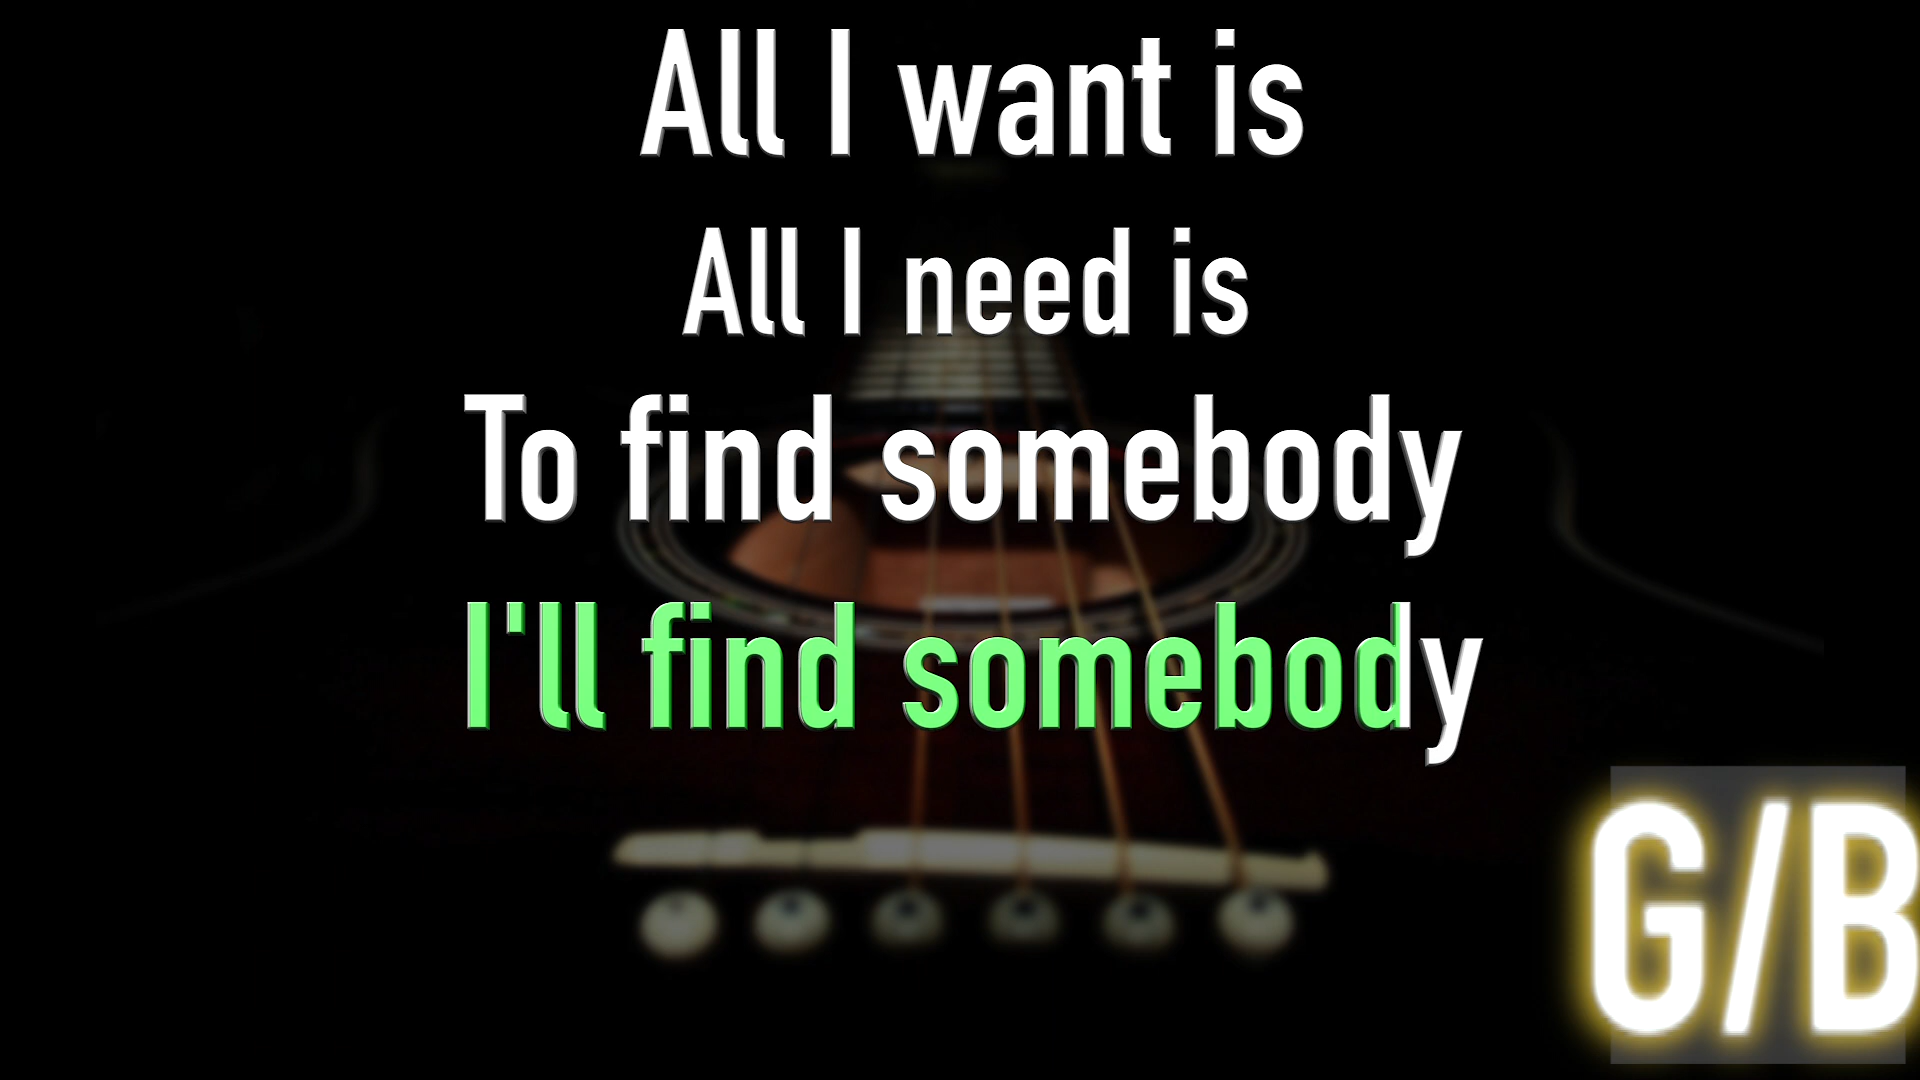 All I want is
All I need is
To find somebody
I'll find somebody
G/B